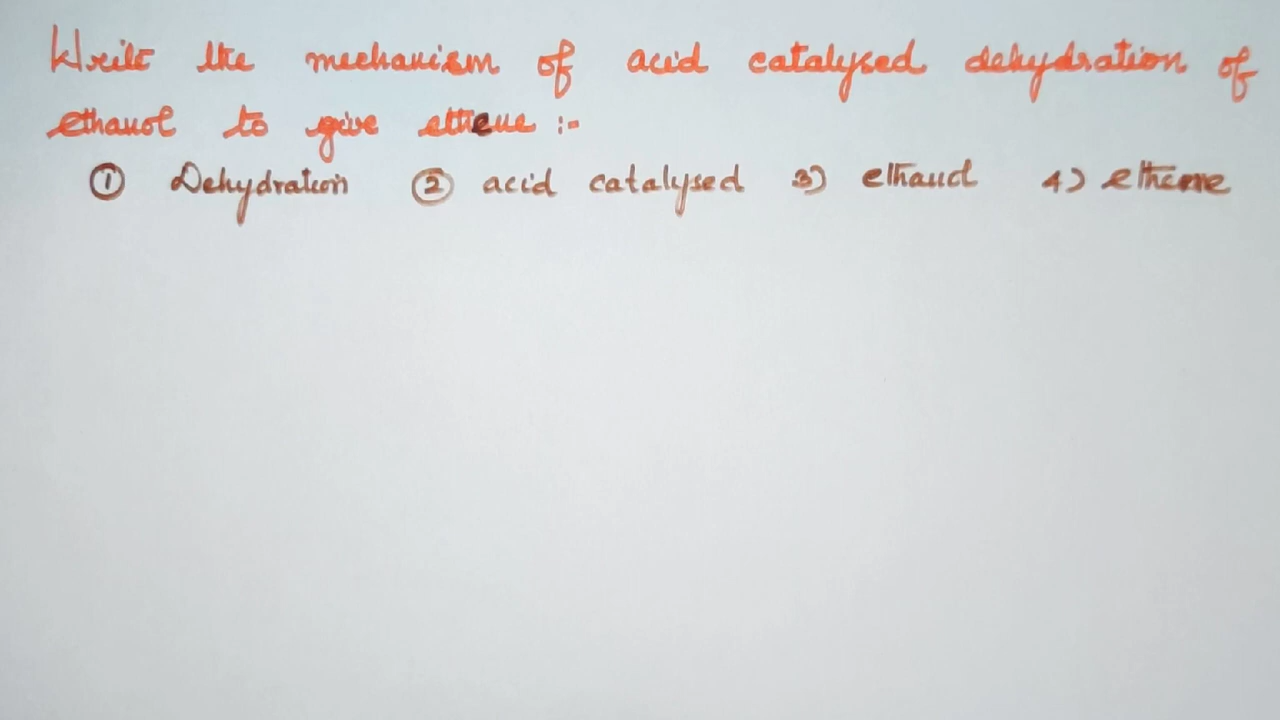 Write the mechanism of acid catalysed dehydration of
ethanol to give ethene :-
① Dehydration ② acid catalysed 3) ethanol 4) ethene